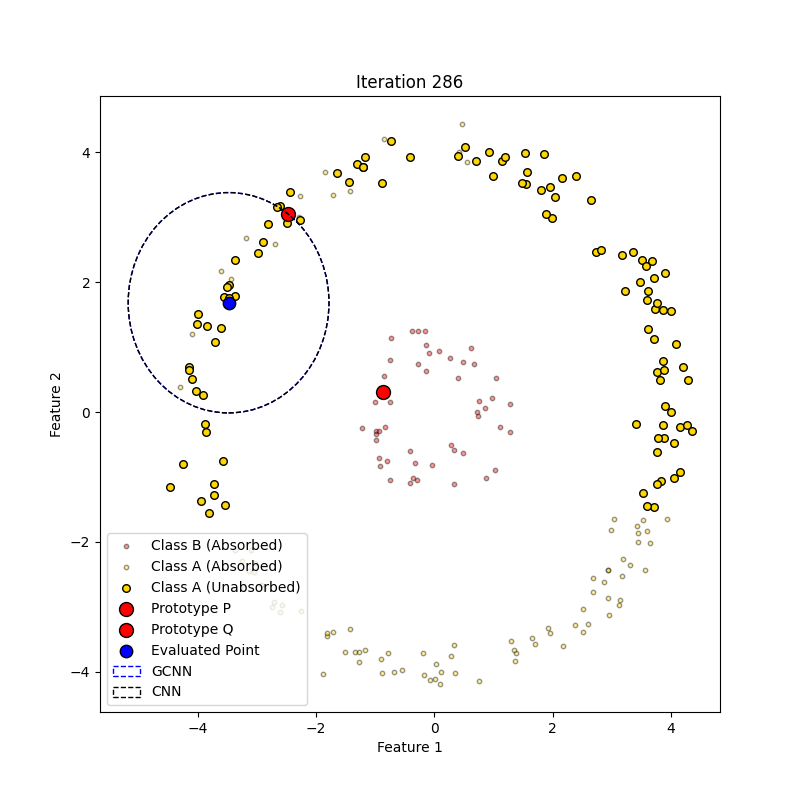 Iteration 286
Feature 2
4
2
0
−2
−4
Class B (Absorbed)
Class A (Absorbed)
Class A (Unabsorbed)
Prototype P
Prototype Q
Evaluated Point
GCNN
CNN
−4 −2 0 2 4
Feature 1